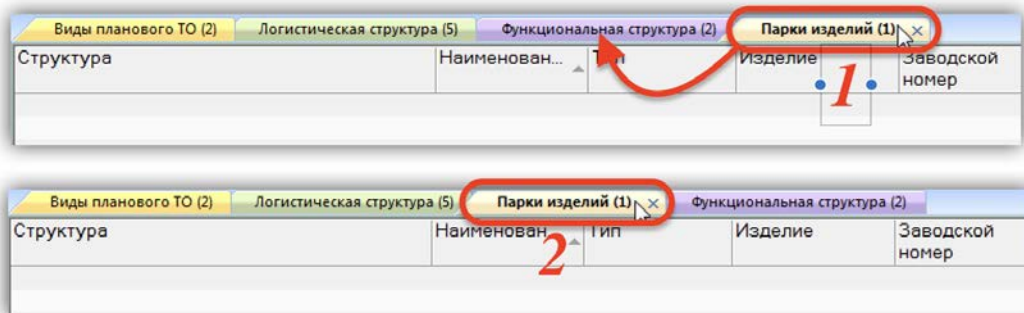 Виды планового ТО (2) Логистическая структура (5) Функциональная структура (2) Парки изделий (1)
Структура Наименован... Тип Изделие Заводской
номер
1
Виды планового ТО (2) Логистическая структура (5) Парки изделий (1) Функциональная структура (2)
Структура Наименован Тип Изделие Заводской
номер
2